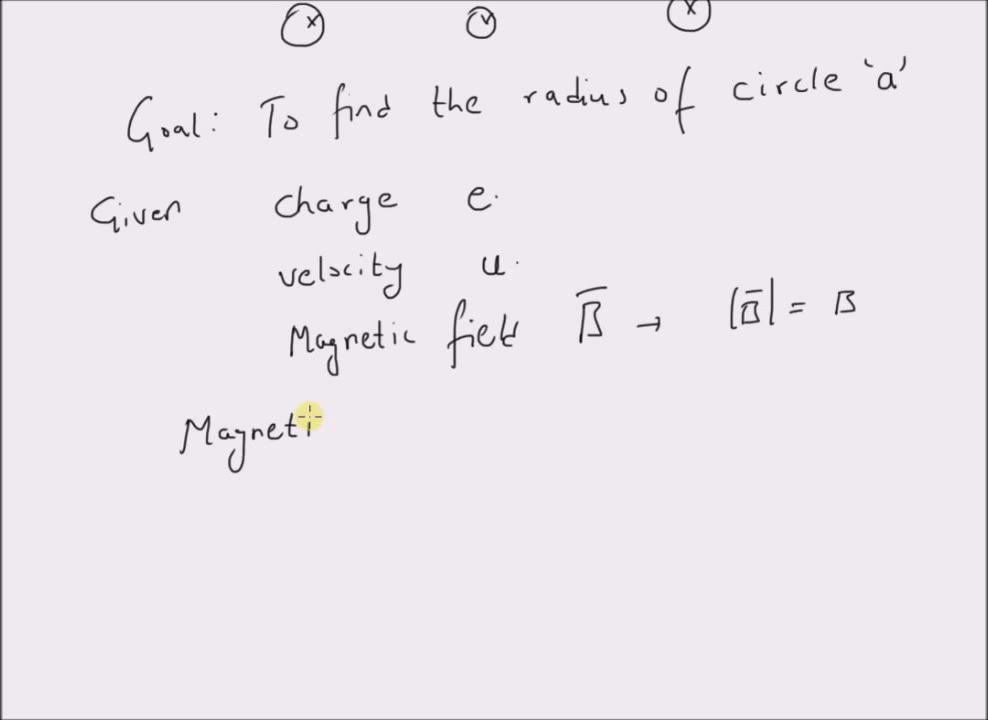 Goal: To find the radius of circle 'a'
Given charge e.
velocity u.
Magnetic field B̅ → |B̅| = B
Magneti